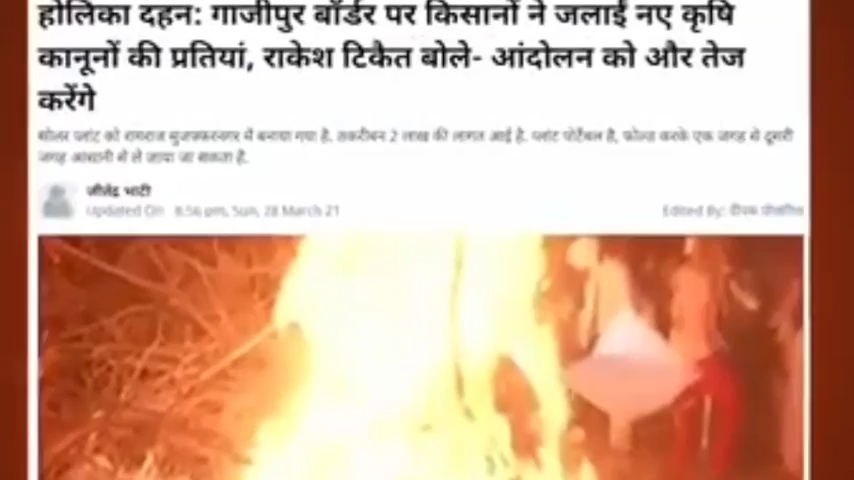 होलिका दहन: गाजीपुर बॉर्डर पर किसानों ने जलाईं नए कृषि
कानूनों की प्रतियां, राकेश टिकैत बोले- आंदोलन को और तेज
करेंगे
सोलर प्लांट को रामराज मुजफ्फरनगर में बनाया गया है. तकरीबन 2 लाख की लागत आई है. प्लांट पोर्टेबल है, फोल्ड करके एक जगह से दूसरी
जगह आसानी से ले जाया जा सकता है.
जीतेंद्र भाटी
Updated On 8:56 pm, Sun, 28 March 21
Edited By: